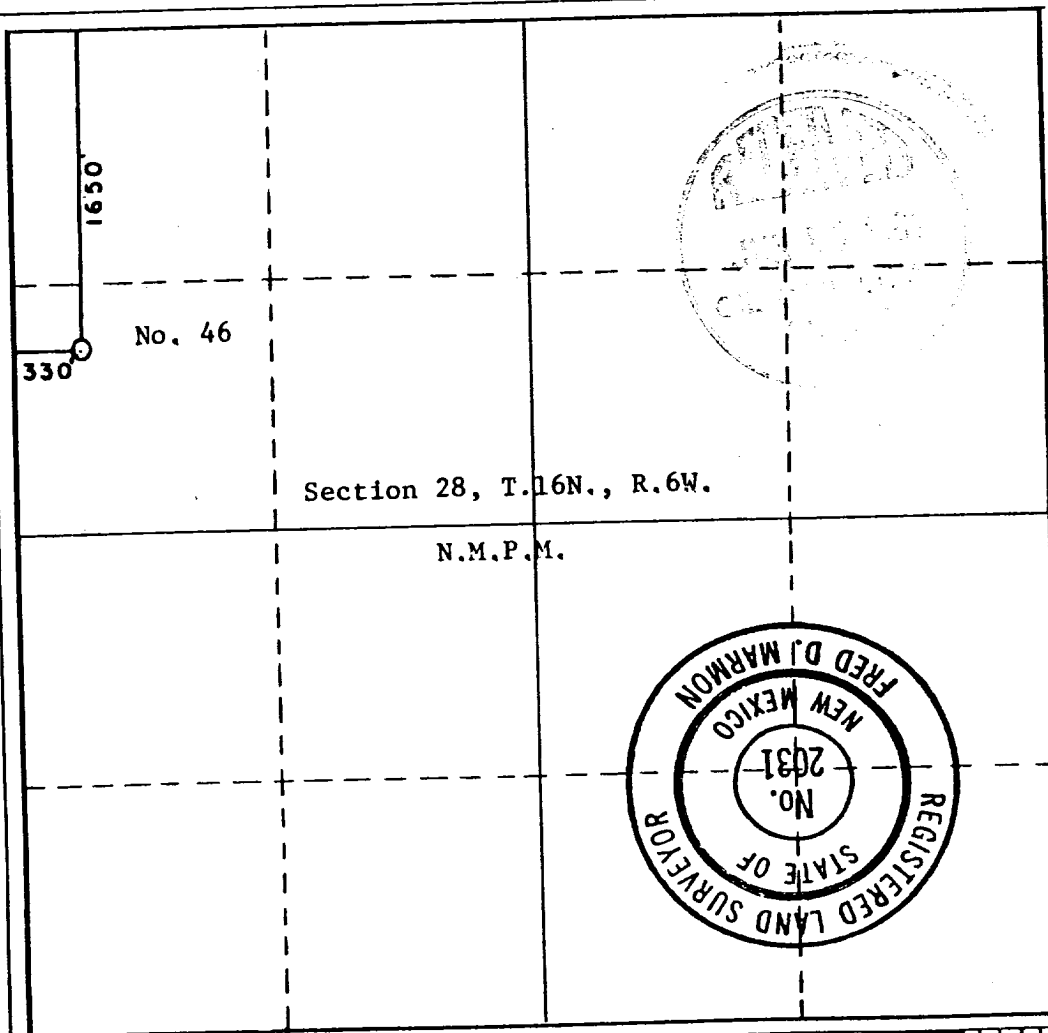 1650'
No. 46
330'
Section 28, T.16N., R.6W.
N.M.P.M.
REGISTERED LAND SURVEYOR
FRED D. MARMON
STATE OF
NEW MEXICO
No.
2031